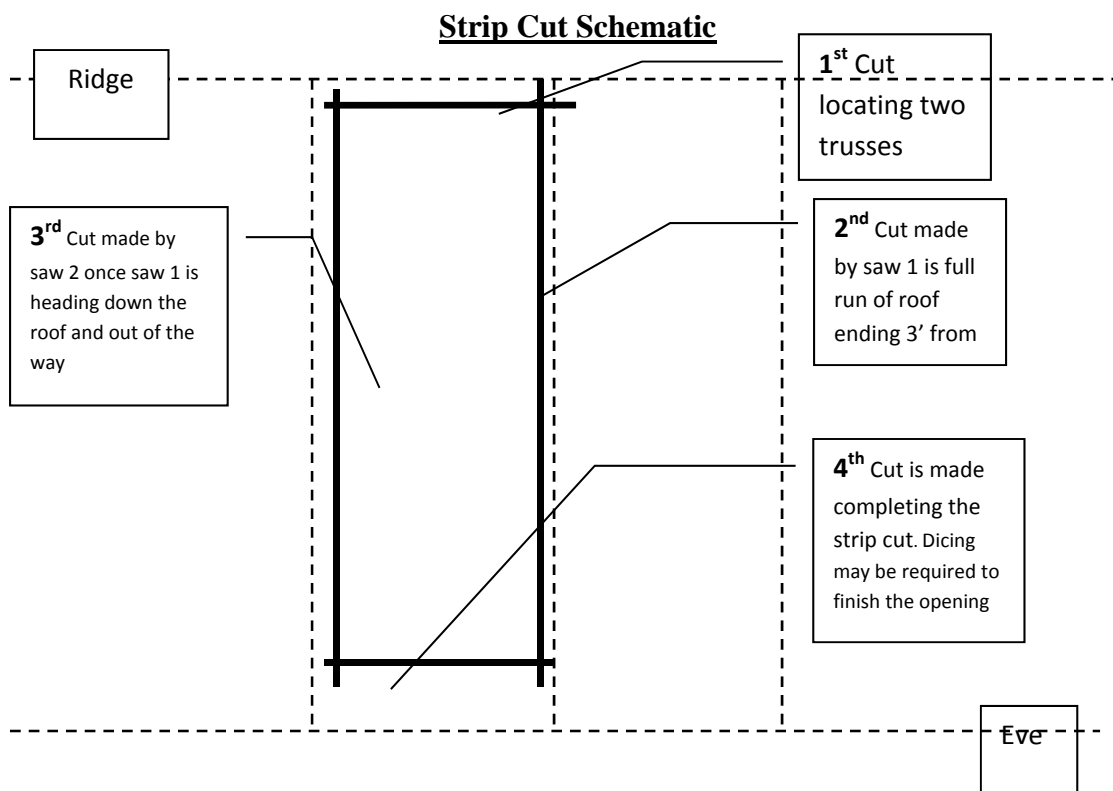 Strip Cut Schematic
Ridge
1st Cut
locating two
trusses
3rd Cut made by
saw 2 once saw 1 is
heading down the
roof and out of the
way
2nd Cut made
by saw 1 is full
run of roof
ending 3’ from
4th Cut is made
completing the
strip cut. Dicing
may be required to
finish the opening
Eve